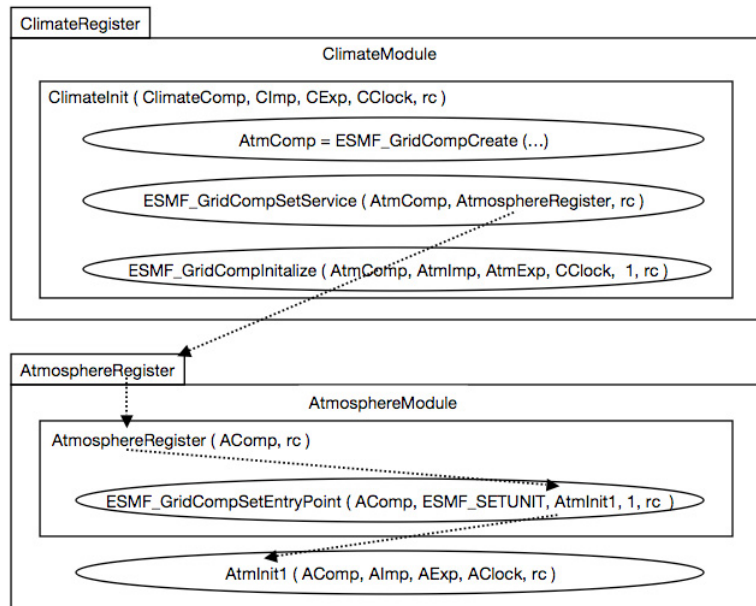 ClimateRegister
ClimateModule
ClimateInit ( ClimateComp, CImp, CExp, CClock, rc )
AtmComp = ESMF_GridCompCreate (...)
ESMF_GridCompSetService ( AtmComp, AtmosphereRegister, rc )
ESMF_GridCompInitalize ( AtmComp, AtmImp, AtmExp, CClock, 1, rc )
AtmosphereRegister
AtmosphereModule
AtmosphereRegister ( AComp, rc )
ESMF_GridCompSetEntryPoint ( AComp, ESMF_SETUNIT, AtmInit1, 1, rc )
AtmInit1 ( AComp, AImp, AExp, AClock, rc )